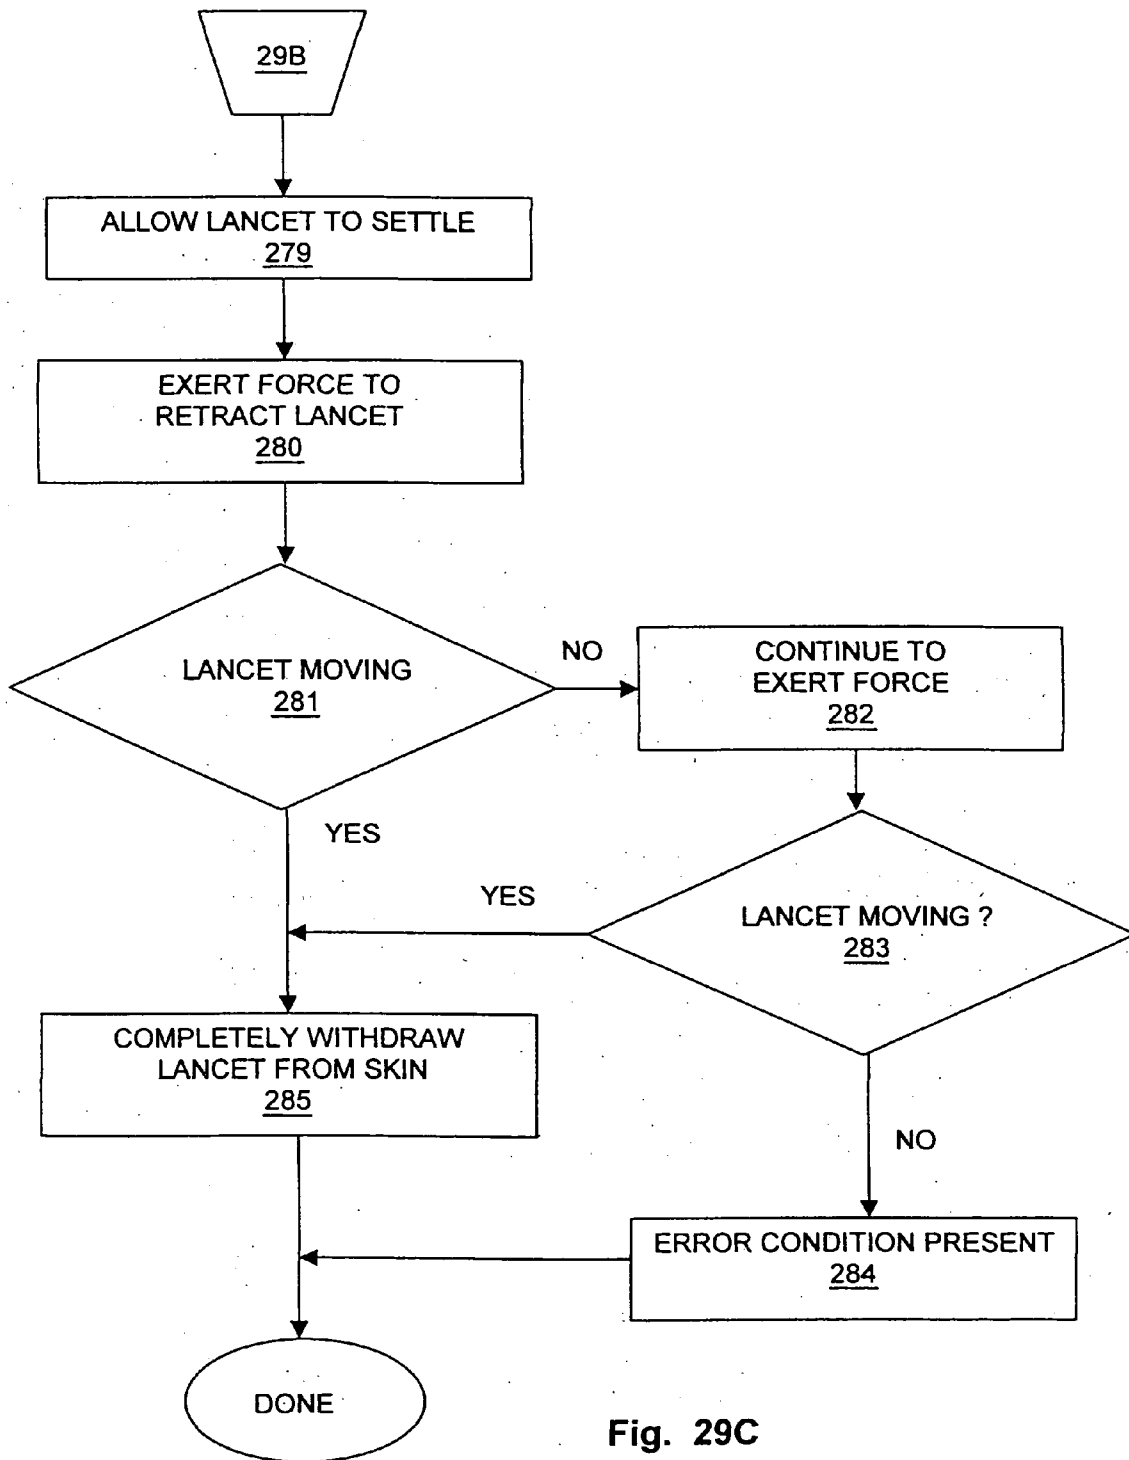 29B
ALLOW LANCET TO SETTLE
279
EXERT FORCE TO
RETRACT LANCET
280
LANCET MOVING
281
NO
CONTINUE TO
EXERT FORCE
282
YES
YES
LANCET MOVING ?
283
COMPLETELY WITHDRAW
LANCET FROM SKIN
285
NO
ERROR CONDITION PRESENT
284
DONE
Fig. 29C